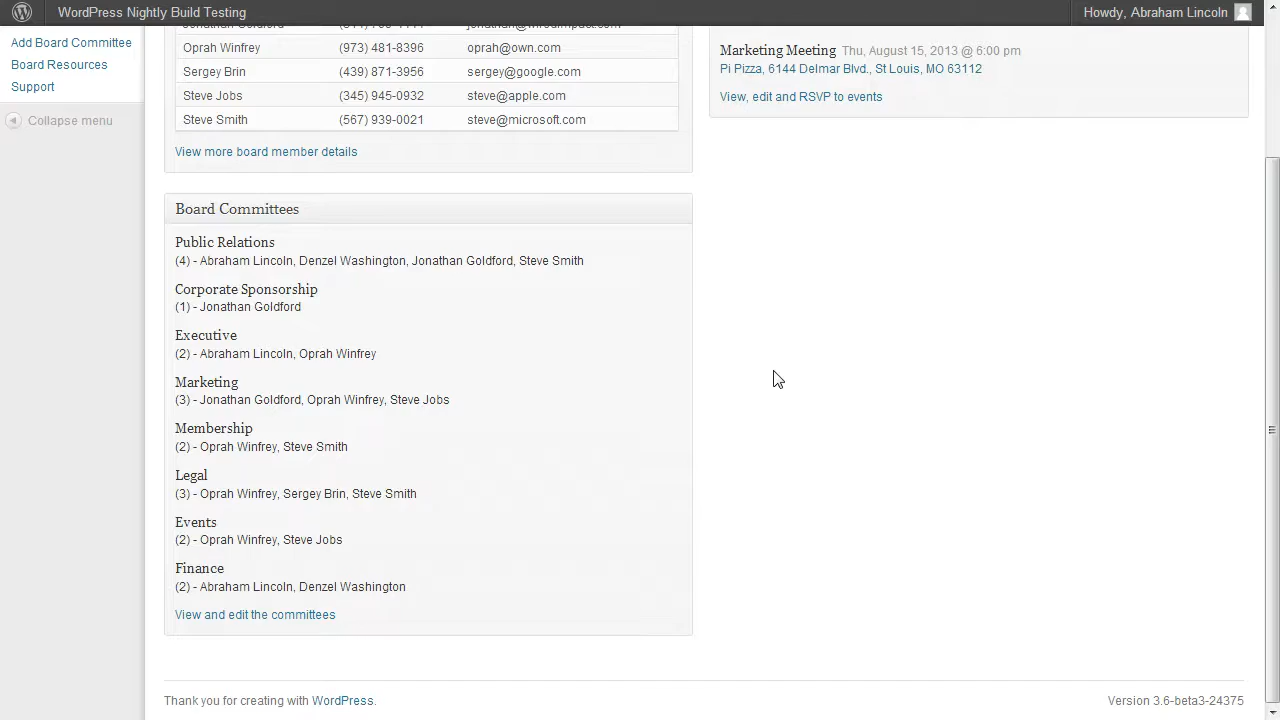 WordPress Nightly Build Testing
Howdy, Abraham Lincoln
Add Board Committee
Board Resources
Support
Collapse menu
Oprah Winfrey (973) 481-8396 oprah@own.com
Sergey Brin (439) 871-3956 sergey@google.com
Steve Jobs (345) 945-0932 steve@apple.com
Steve Smith (567) 939-0021 steve@microsoft.com
View more board member details
Marketing Meeting Thu, August 15, 2013 @ 6:00 pm
Pi Pizza, 6144 Delmar Blvd., St Louis, MO 63112
View, edit and RSVP to events
Board Committees
Public Relations
(4) - Abraham Lincoln, Denzel Washington, Jonathan Goldford, Steve Smith
Corporate Sponsorship
(1) - Jonathan Goldford
Executive
(2) - Abraham Lincoln, Oprah Winfrey
Marketing
(3) - Jonathan Goldford, Oprah Winfrey, Steve Jobs
Membership
(2) - Oprah Winfrey, Steve Smith
Legal
(3) - Oprah Winfrey, Sergey Brin, Steve Smith
Events
(2) - Oprah Winfrey, Steve Jobs
Finance
(2) - Abraham Lincoln, Denzel Washington
View and edit the committees
Thank you for creating with WordPress.
Version 3.6-beta3-24375